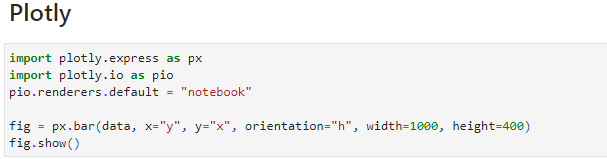 Plotly
import plotly.express as px
import plotly.io as pio
pio.renderers.default = "notebook"
fig = px.bar(data, x="y", y="x", orientation="h", width=1000, height=400)
fig.show()